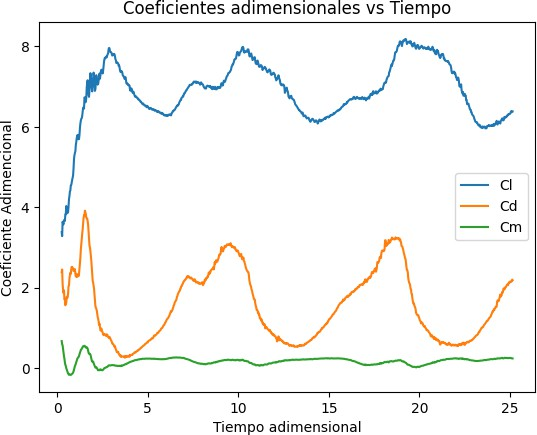 Coeficientes adimensionales vs Tiempo
8
6
4
2
0
Coeficiente Adimencional
Cl
Cd
Cm
0 5 10 15 20 25
Tiempo adimensional